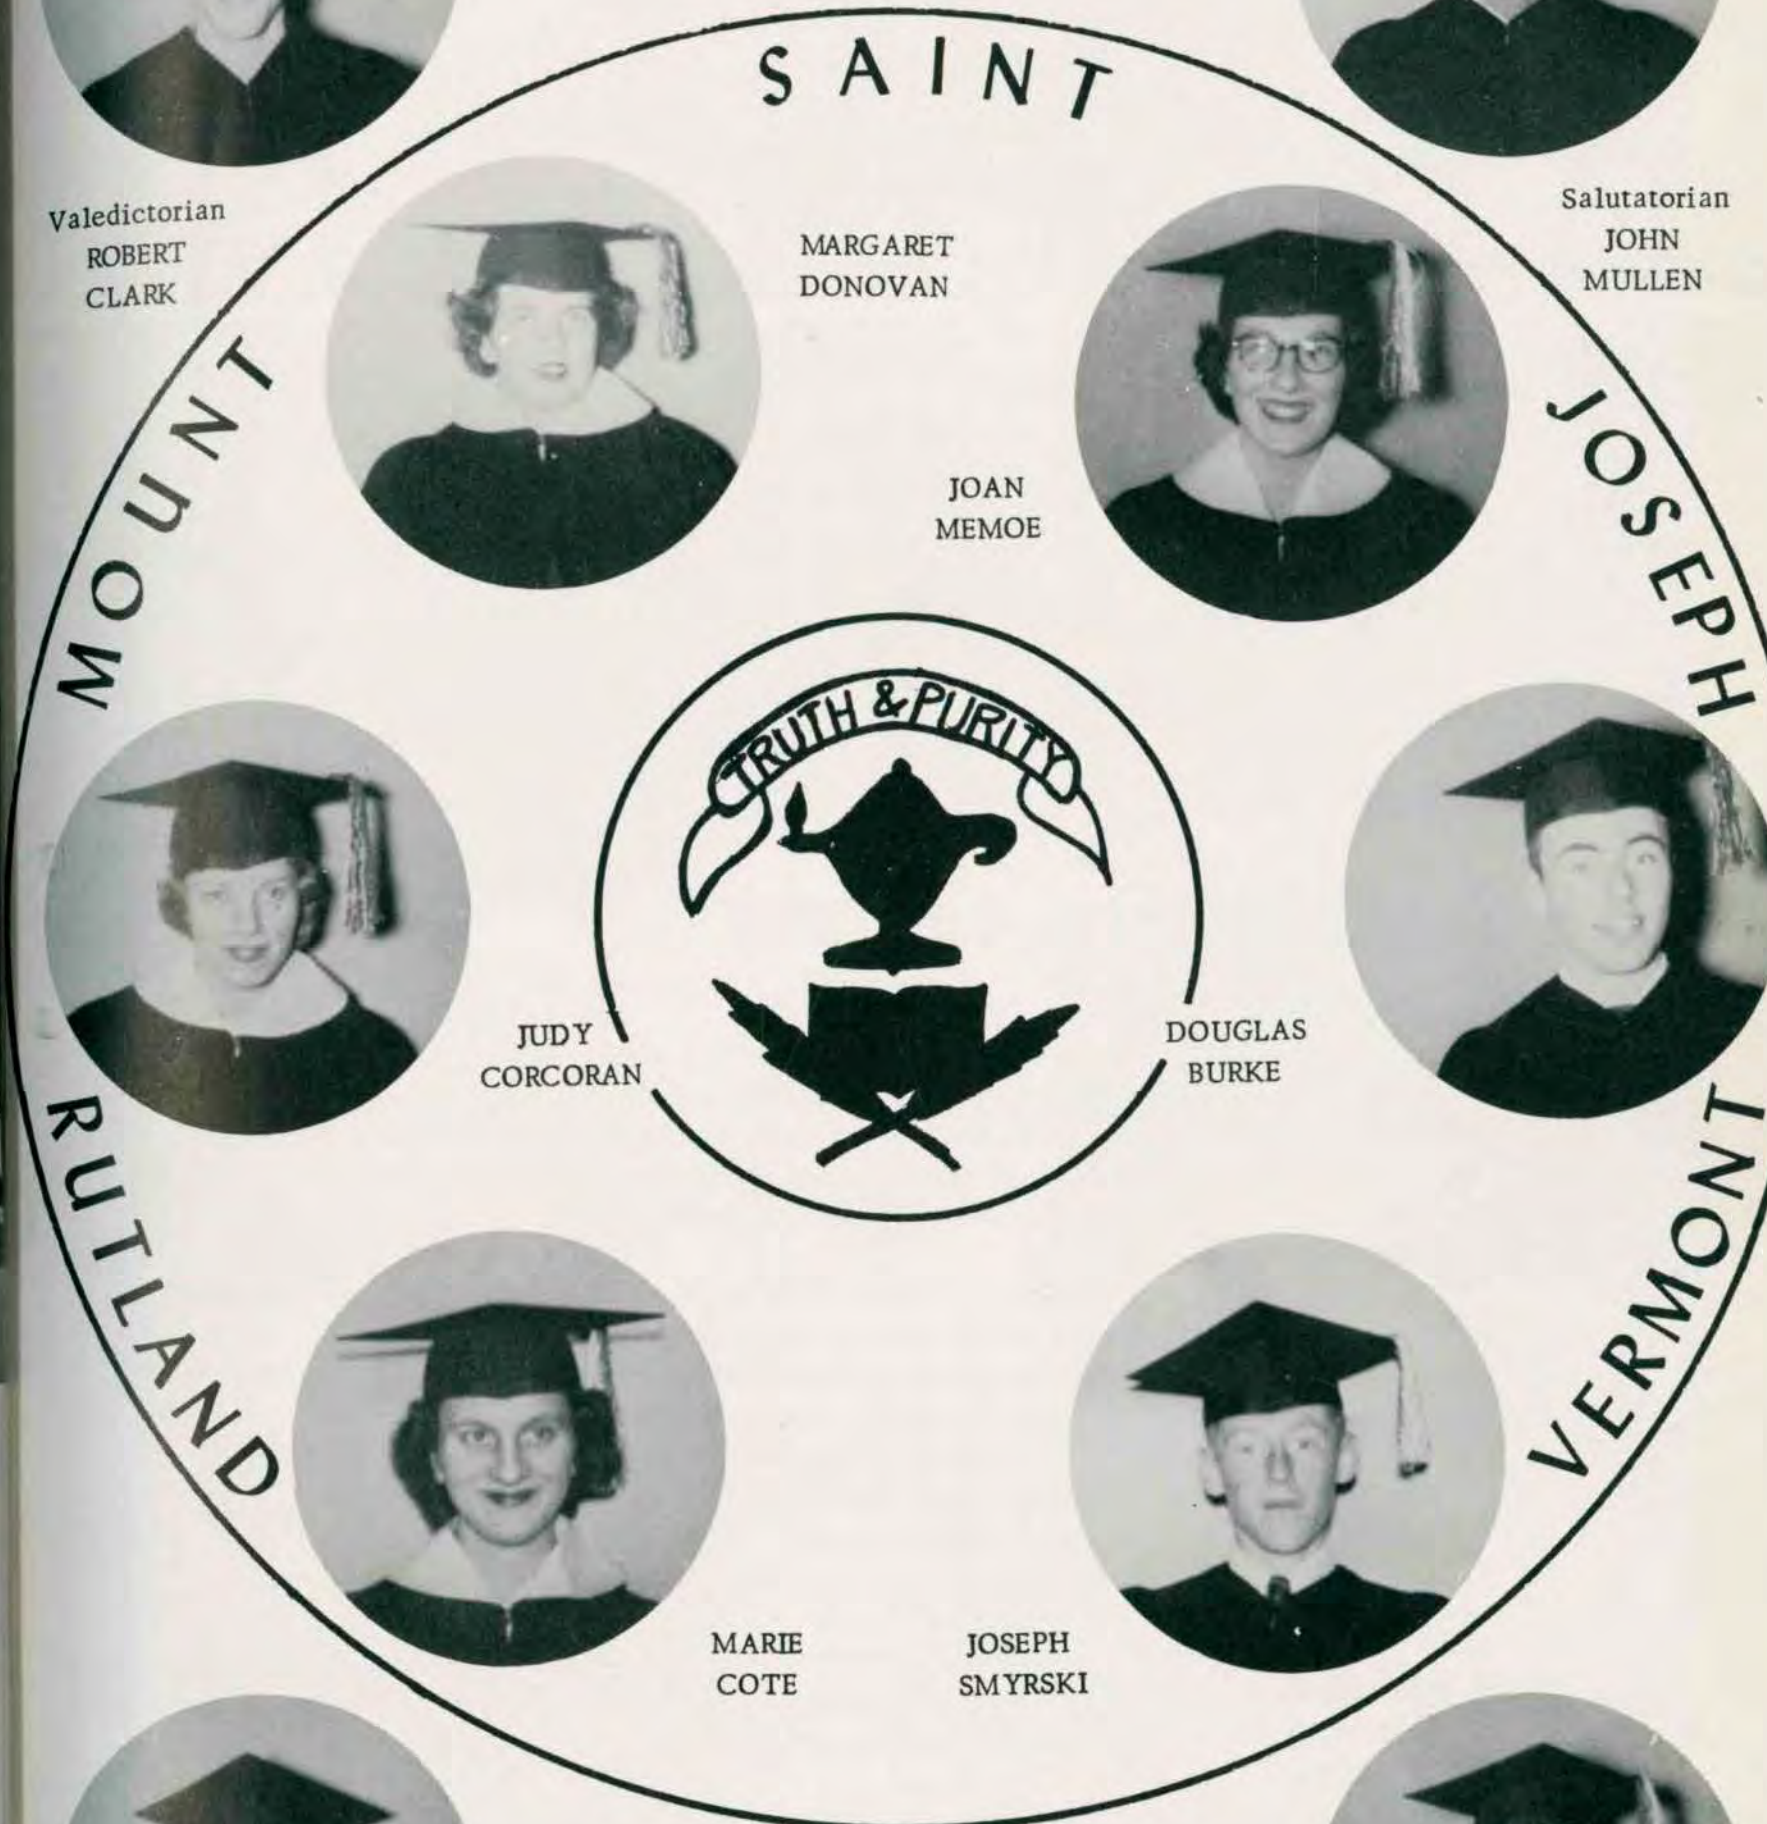 SAINT
Valedictorian
ROBERT
CLARK
MARGARET
DONOVAN
Salutatorian
JOHN
MULLEN
MOUNT
JOSEPH
JOAN
MEMOE
TRUTH & PURITY
JUDY
CORCORAN
DOUGLAS
BURKE
RUTLAND
VERMONT
MARIE
COTE
JOSEPH
SMYRSKI